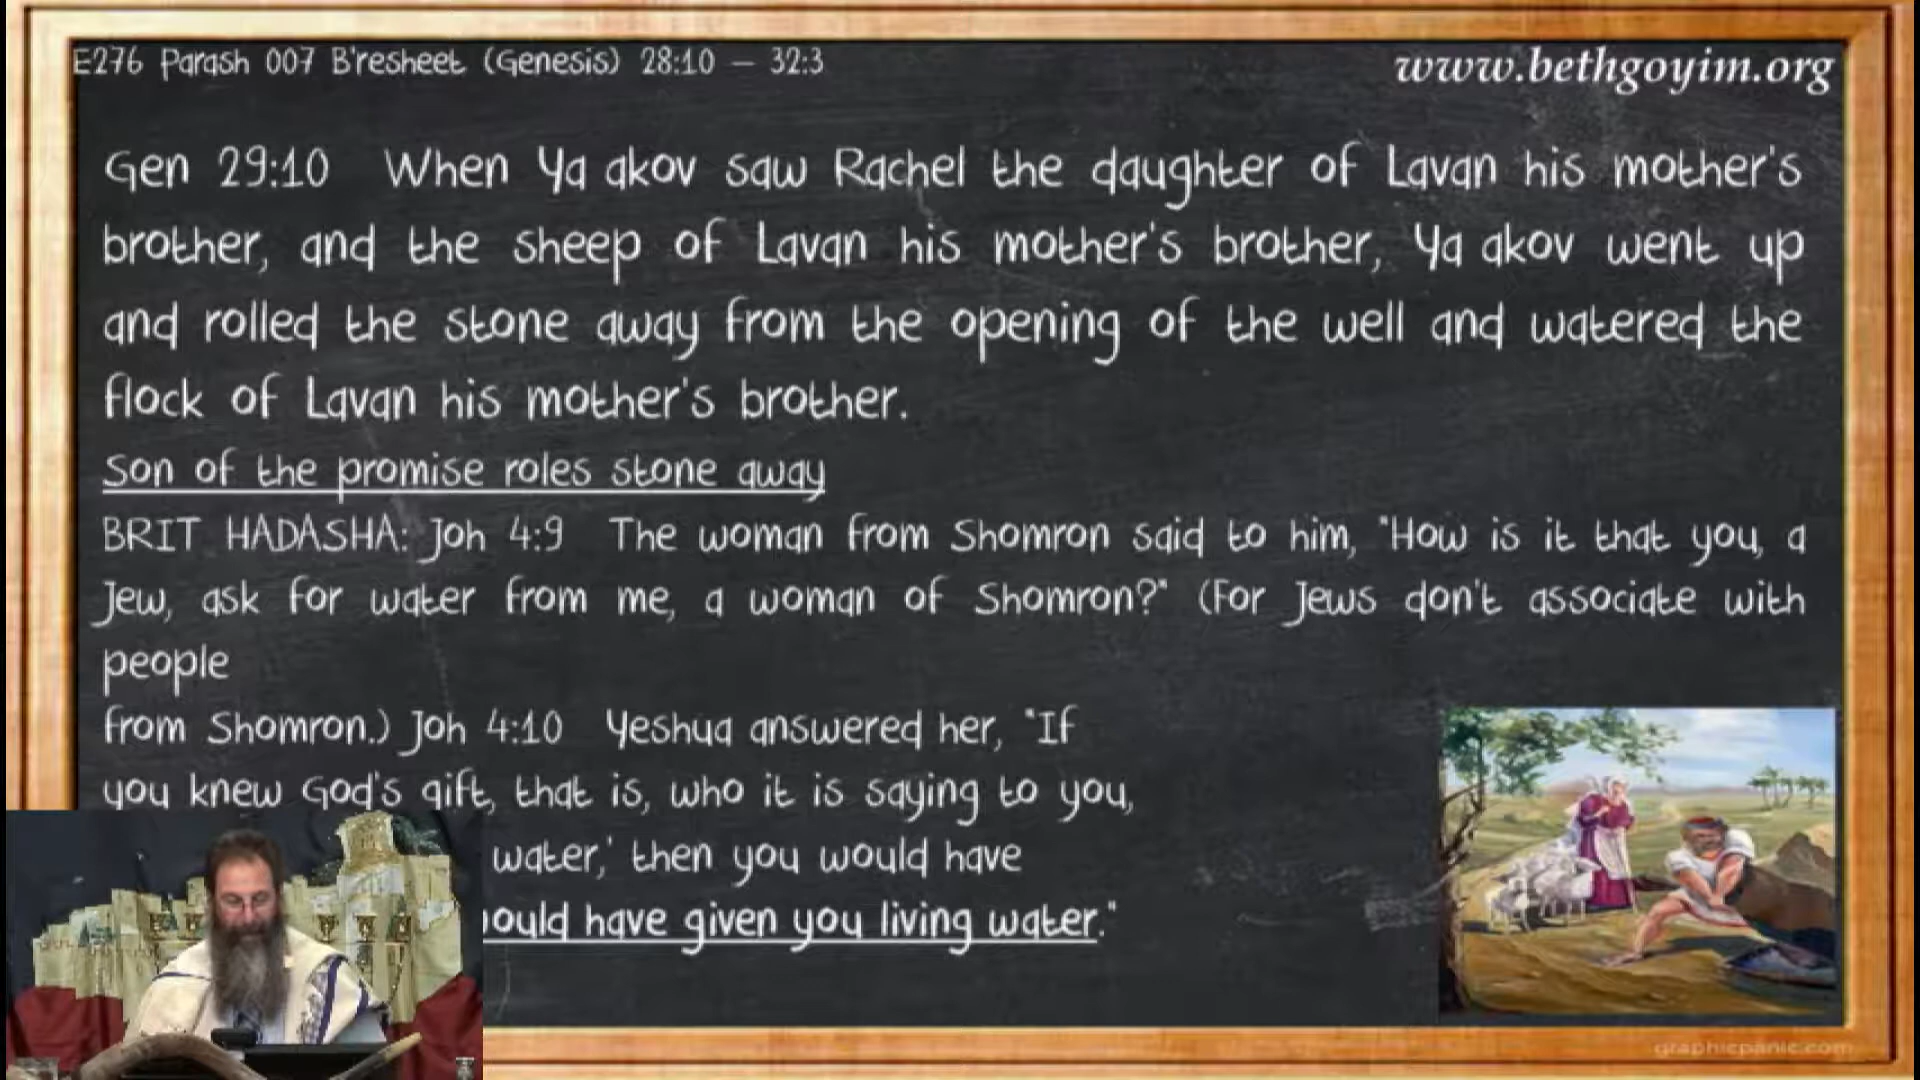 E276 Parash 007 B'resheet (Genesis) 28:10 – 32:3
www.bethgoyim.org
Gen 29:10 When Ya akov saw Rachel the daughter of Lavan his mother's
brother, and the sheep of Lavan his mother's brother, Ya akov went up
and rolled the stone away from the opening of the well and watered the
flock of Lavan his mother's brother.
Son of the promise roles stone away
BRIT HADASHA: Joh 4:9 The woman from Shomron said to him, "How is it that you, a
Jew, ask for water from me, a woman of Shomron?" (For Jews don't associate with
people
from Shomron.) Joh 4:10 Yeshua answered her, "If
you knew God's gift, that is, who it is saying to you,
water,' then you would have
ould have given you living water."
graphicpanic.com